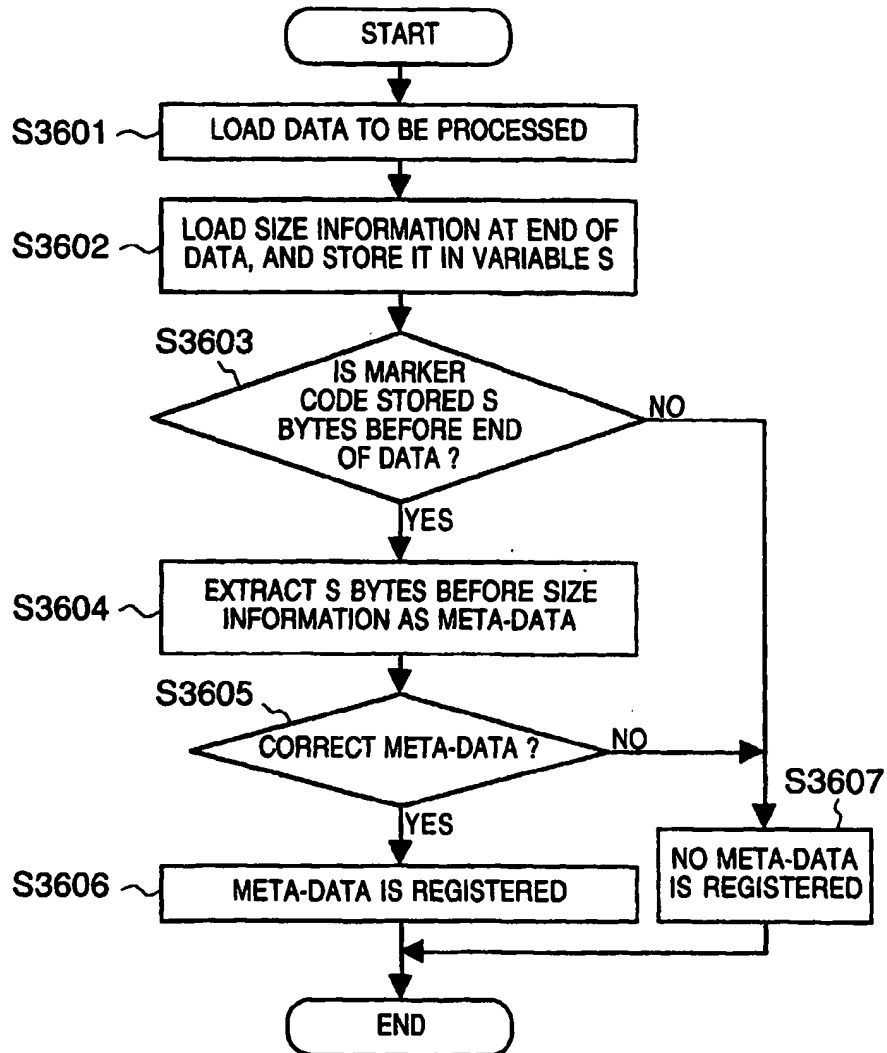 START
S3601
LOAD DATA TO BE PROCESSED
S3602
LOAD SIZE INFORMATION AT END OF
DATA, AND STORE IT IN VARIABLE S
S3603
IS MARKER
CODE STORED S
BYTES BEFORE END
OF DATA ?
NO
YES
S3604
EXTRACT S BYTES BEFORE SIZE
INFORMATION AS META-DATA
S3605
CORRECT META-DATA ?
NO
YES
S3607
NO META-DATA
IS REGISTERED
S3606
META-DATA IS REGISTERED
END